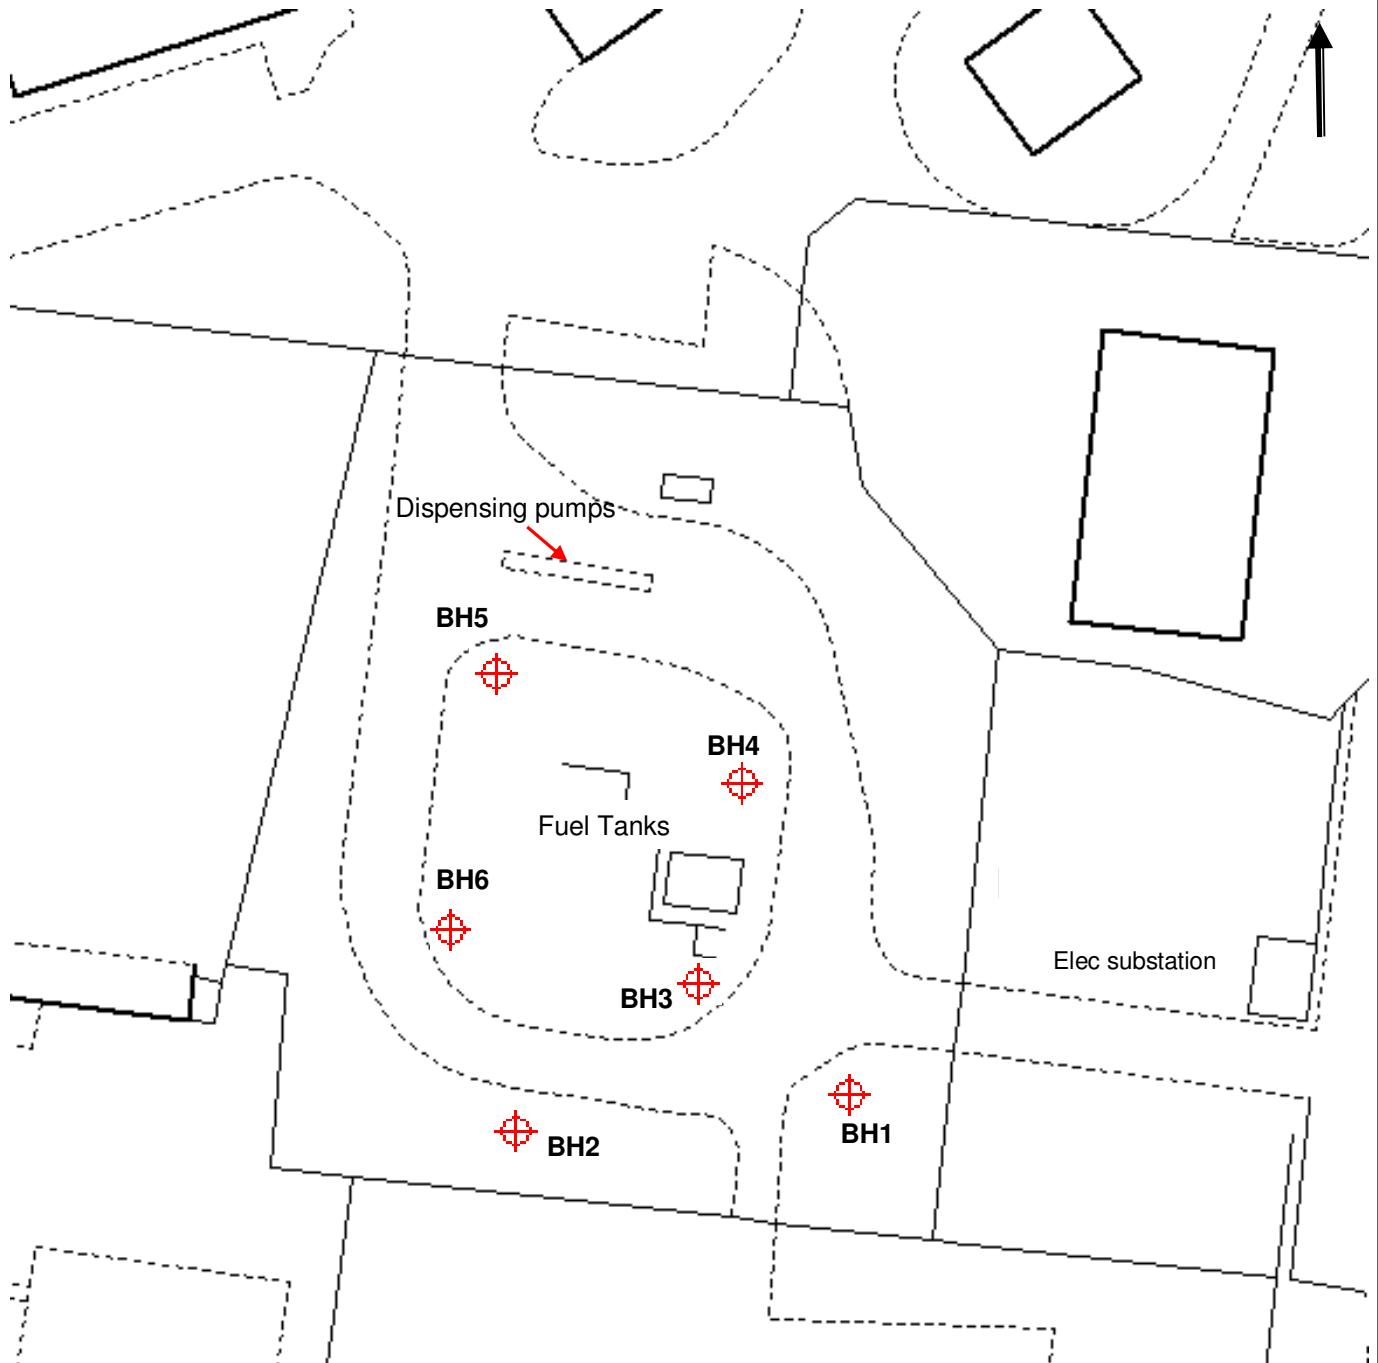 Dispensing pumps
BH5
BH4
Fuel Tanks
BH6
Elec substation
BH3
BH1
BH2